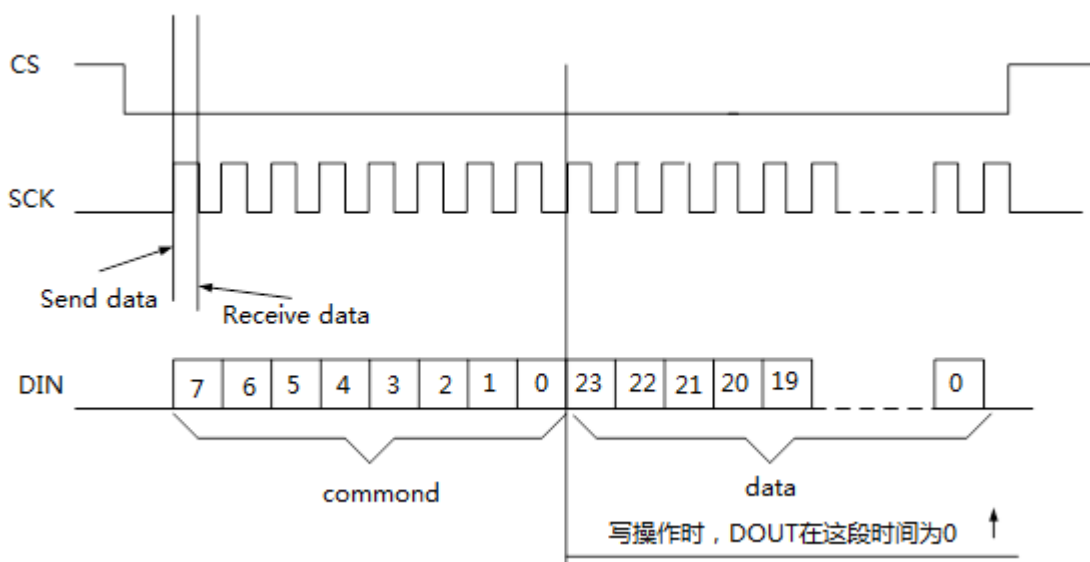 CS
SCK
Send data
Receive data
DIN
7 6 5 4 3 2 1 0 23 22 21 20 19 0
commond
data
写操作时，DOUT在这段时间为0